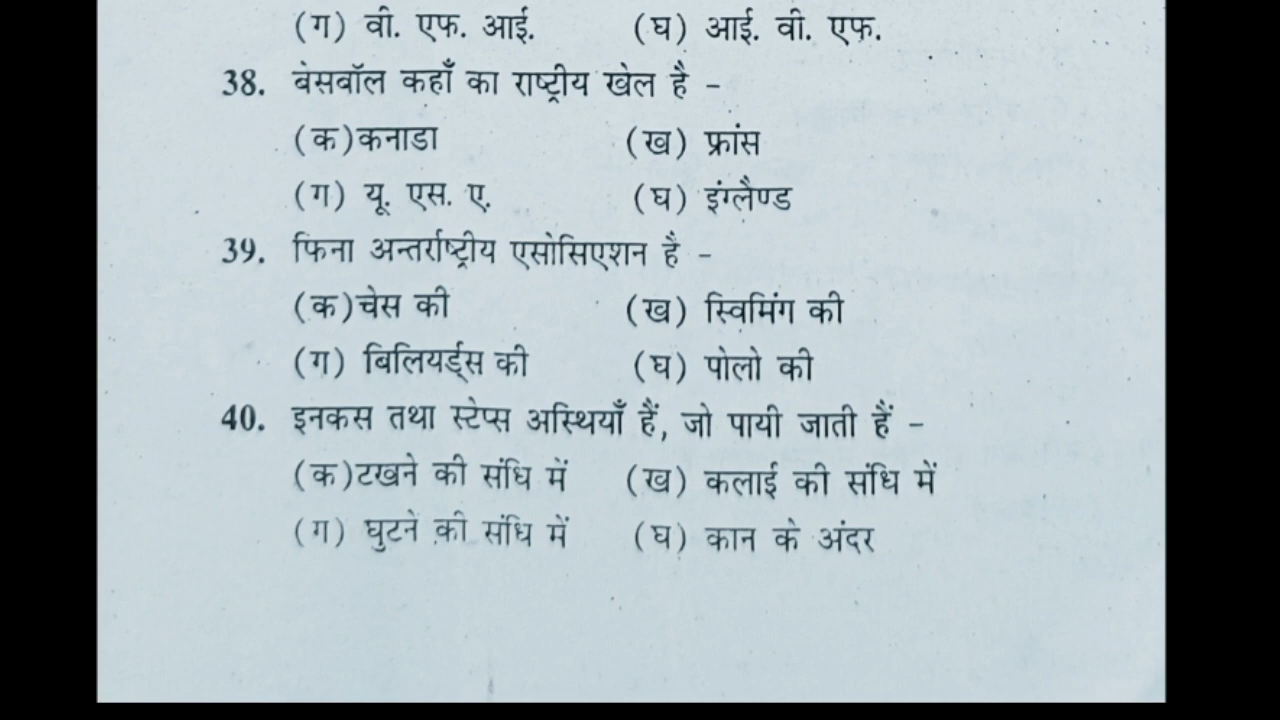 (ग) वी. एफ. आई. (घ) आई. वी. एफ.
38. बेसवॉल कहाँ का राष्ट्रीय खेल है -
(क)कनाडा (ख) फ्रांस
(ग) यू. एस. ए. (घ) इंग्लैण्ड
39. फिना अन्तर्राष्ट्रीय एसोसिएशन है -
(क)चेस की (ख) स्विमिंग की
(ग) बिलियर्ड्स की (घ) पोलो की
40. इनकस तथा स्टेप्स अस्थियाँ हैं, जो पायी जाती हैं -
(क)टखने की संधि में (ख) कलाई की संधि में
(ग) घुटने की संधि में (घ) कान के अंदर